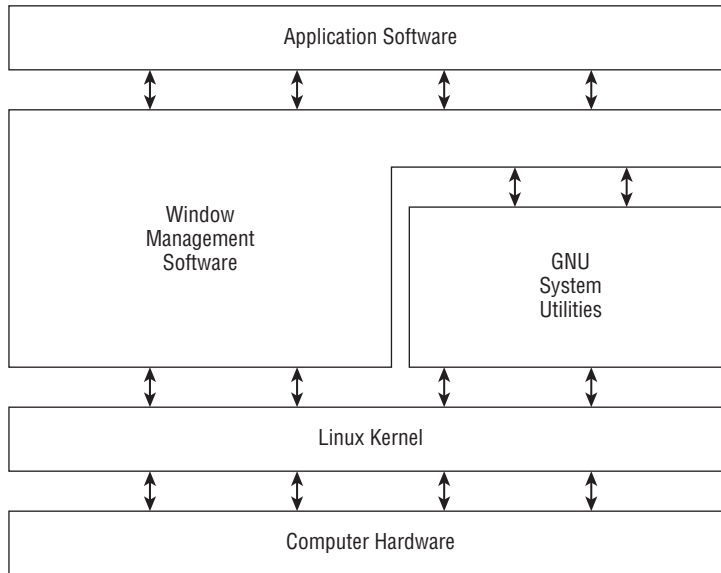 Application Software
Window
Management
Software
GNU
System
Utilities
Linux Kernel
Computer Hardware